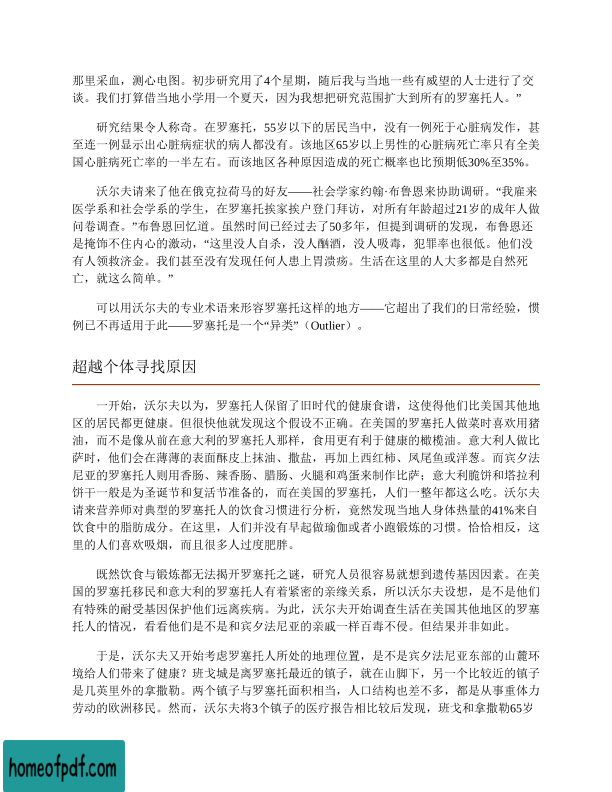 那里采血，测心电图。初步研究用了4个星期，随后我与当地一些有威望的人士进行了交
谈。我们打算借当地小学用一个夏天，因为我想把研究范围扩大到所有的罗塞托人。”
研究结果令人称奇。在罗塞托，55岁以下的居民当中，没有一例死于心脏病发作，甚
至连一例显示出心脏病症状的病人都没有。该地区65岁以上男性的心脏病死亡率只有全美
国心脏病死亡率的一半左右。而该地区各种原因造成的死亡概率也比预期低30%至35%。
沃尔夫请来了他在俄克拉荷马的好友——社会学家约翰·布鲁恩来协助调研。“我雇来
医学系和社会学系的学生，在罗塞托挨家挨户登门拜访，对所有年龄超过21岁的成年人做
问卷调查。”布鲁恩回忆道。虽然时间已经过去了50多年，但提到调研的发现，布鲁恩还
是掩饰不住内心的激动，“这里没人自杀，没人酗酒，没人吸毒，犯罪率也很低。他们没
有人领救济金。我们甚至没有发现任何人患上胃溃疡。生活在这里的人大多都是自然死
亡，就这么简单。”
可以用沃尔夫的专业术语来形容罗塞托这样的地方——它超出了我们的日常经验，惯
例已不再适用于此——罗塞托是一个“异类”（Outlier）。
超越个体寻找原因
一开始，沃尔夫以为，罗塞托人保留了旧时代的健康食谱，这使得他们比美国其他地
区的居民都更健康。但很快他就发现这个假设不正确。在美国的罗塞托人做菜时喜欢用猪
油，而不是像从前在意大利的罗塞托人那样，食用更有利于健康的橄榄油。意大利人做比
萨时，他们会在薄薄的表面酥皮上抹油、撒盐，再加上西红柿、凤尾鱼或洋葱。而宾夕法
尼亚的罗塞托人则用香肠、辣香肠、腊肠、火腿和鸡蛋来制作比萨；意大利脆饼和塔拉利
饼干一般是为圣诞节和复活节准备的，而在美国的罗塞托，人们一整年都这么吃。沃尔夫
请来营养师对典型的罗塞托人的饮食习惯进行分析，竟然发现当地人身体热量的41%来自
饮食中的脂肪成分。在这里，人们并没有早起做瑜伽或者小跑锻炼的习惯。恰恰相反，这
里的人们喜欢吸烟，而且很多人过度肥胖。
既然饮食与锻炼都无法揭开罗塞托之谜，研究人员很容易就想到遗传基因因素。在美
国的罗塞托移民和意大利的罗塞托人有着紧密的亲缘关系，所以沃尔夫设想，是不是他们
有特殊的耐受基因保护他们远离疾病。为此，沃尔夫开始调查生活在美国其他地区的罗塞
托人的情况，看看他们是不是和宾夕法尼亚的亲戚一样百毒不侵。但结果并非如此。
于是，沃尔夫又开始考虑罗塞托人所处的地理位置，是不是宾夕法尼亚东部的山麓环
境给人们带来了健康？班戈城是离罗塞托最近的镇子，就在山脚下，另一个比较近的镇子
是几英里外的拿撒勒。两个镇子与罗塞托面积相当，人口结构也差不多，都是从事重体力
劳动的欧洲移民。然而，沃尔夫将3个镇子的医疗报告相比较后发现，班戈和拿撒勒65岁
homeofpdf.com